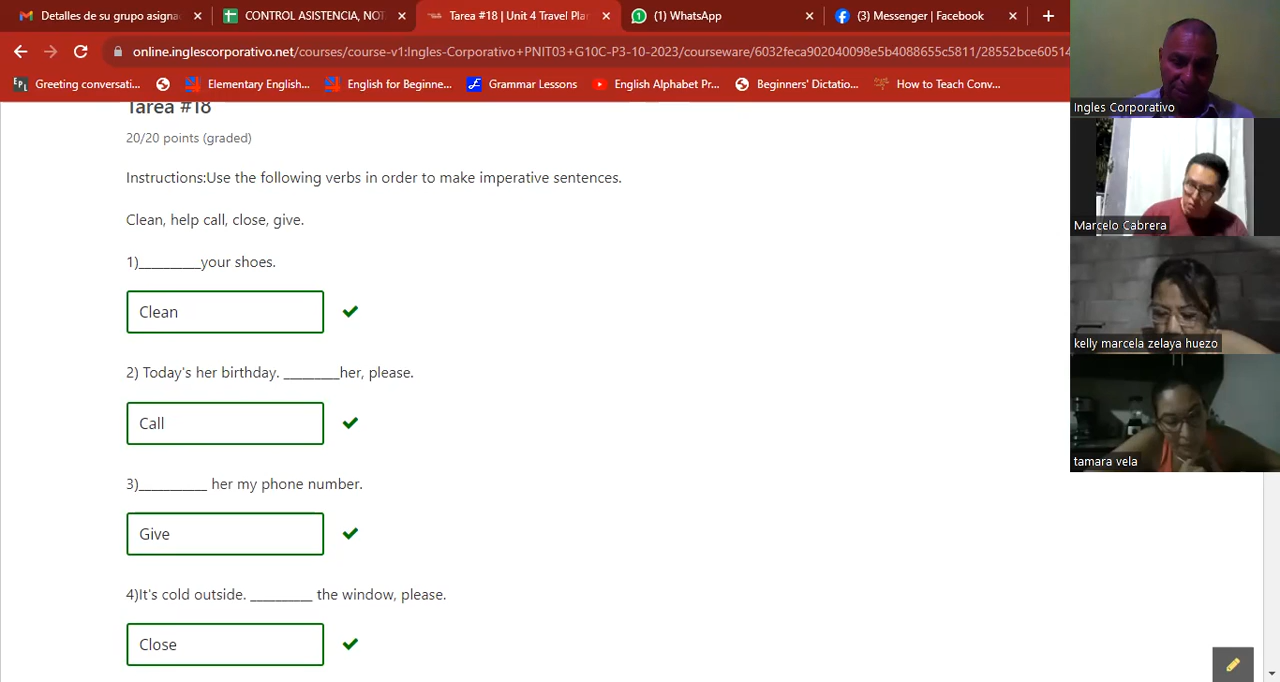 Detalles de su grupo asigna
CONTROL ASISTENCIA, NOT
Tarea #18 | Unit 4 Travel Plan
(1) WhatsApp
(3) Messenger | Facebook
online.inglescorporativo.net/courses/course-v1:Ingles-Corporativo+PNIT03+G10C-P3-10-2023/courseware/6032feca902040098e5b4088655c5811/28552bce60514
Greeting conversati...
Elementary English...
English for Beginne...
Grammar Lessons
English Alphabet Pr...
Beginners' Dictatio...
How to Teach Conv...
Tarea #18
20/20 points (graded)
Instructions:Use the following verbs in order to make imperative sentences.
Clean, help call, close, give.
1)__________your shoes.
Clean
2) Today's her birthday. _________her, please.
Call
3)___________ her my phone number.
Give
4)It's cold outside. __________ the window, please.
Close
Ingles Corporativo
Marcelo Cabrera
kelly marcela zelaya huezo
tamara vela